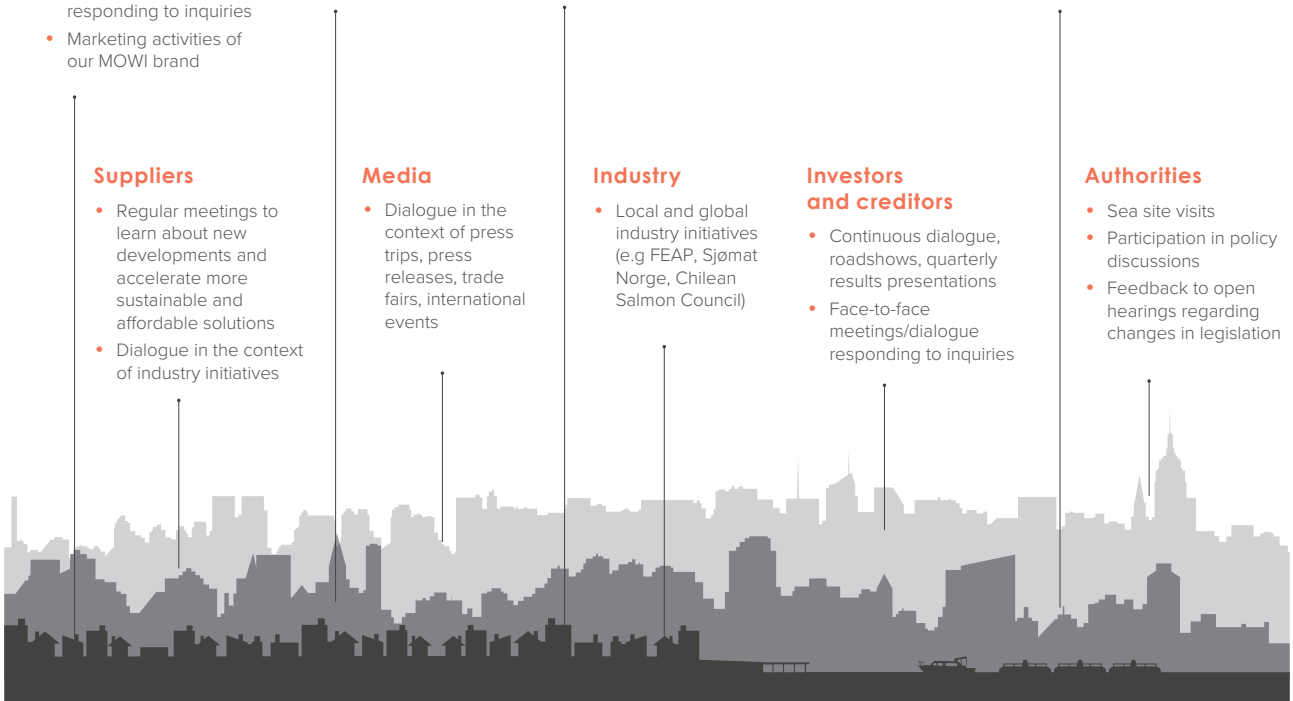 responding to inquiries
• Marketing activities of
our MOWI brand
Suppliers
• Regular meetings to
learn about new
developments and
accelerate more
sustainable and
affordable solutions
• Dialogue in the context
of industry initiatives
Media
• Dialogue in the
context of press
trips, press
releases, trade
fairs, international
events
Industry
• Local and global
industry initiatives
(e.g FEAP, Sjømat
Norge, Chilean
Salmon Council)
Investors
and creditors
• Continuous dialogue,
roadshows, quarterly
results presentations
• Face-to-face
meetings/dialogue
responding to inquiries
Authorities
• Sea site visits
• Participation in policy
discussions
• Feedback to open
hearings regarding
changes in legislation